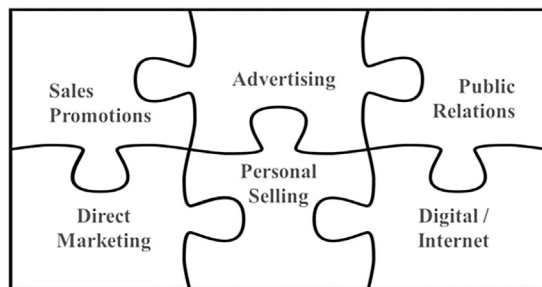 Sales
Promotions
Advertising
Public
Relations
Direct
Marketing
Personal
Selling
Digital /
Internet